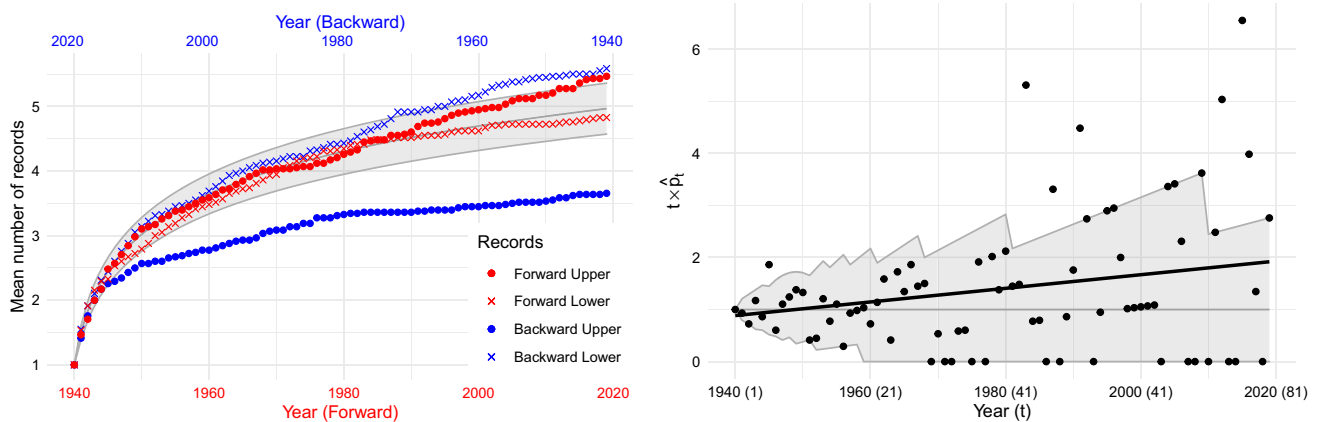 Year (Backward)
2020 2000 1980 1960 1940
Mean number of records
5
4
3
2
1
Records
Forward Upper
Forward Lower
Backward Upper
Backward Lower
1940 1960 1980 2000 2020
Year (Forward)
t×p̂t
6
4
2
0
1940 (1) 1960 (21) 1980 (41) 2000 (41) 2020 (81)
Year (t)